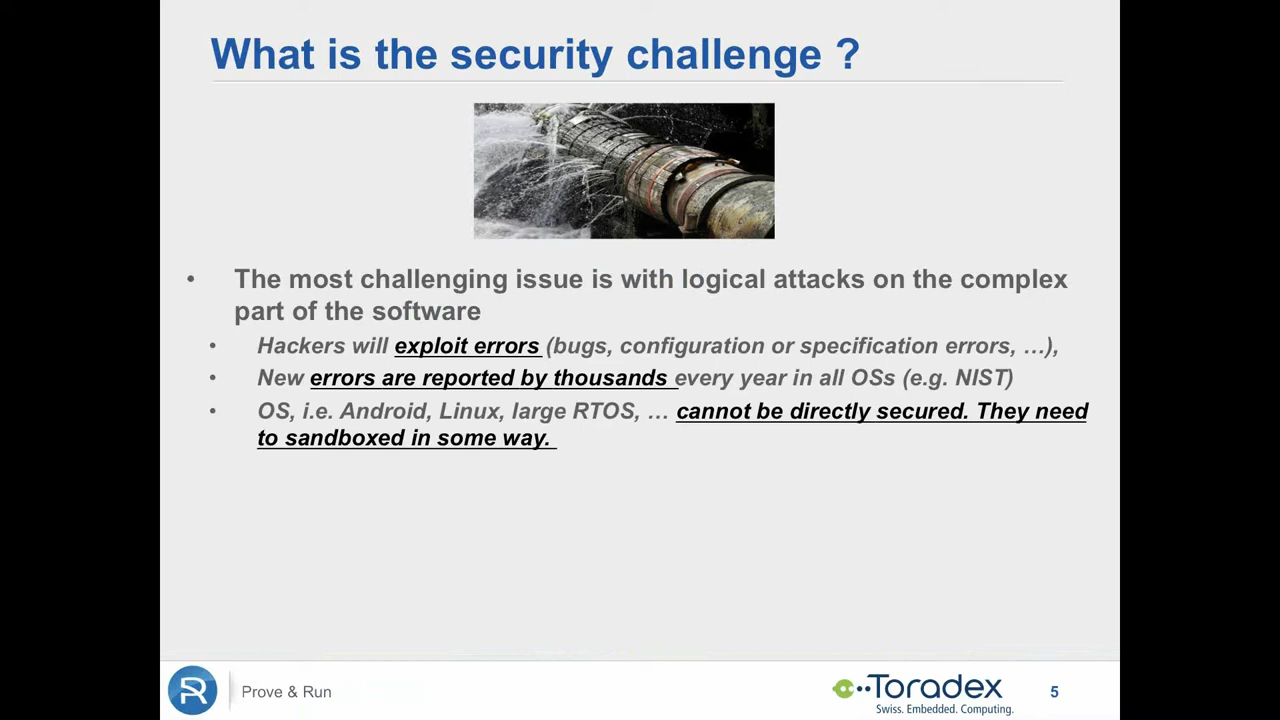 What is the security challenge ?
• The most challenging issue is with logical attacks on the complex
part of the software
• Hackers will exploit errors (bugs, configuration or specification errors, …),
• New errors are reported by thousands every year in all OSs (e.g. NIST)
• OS, i.e. Android, Linux, large RTOS, … cannot be directly secured. They need
to sandboxed in some way.
Prove & Run
Toradex
Swiss. Embedded. Computing.
5